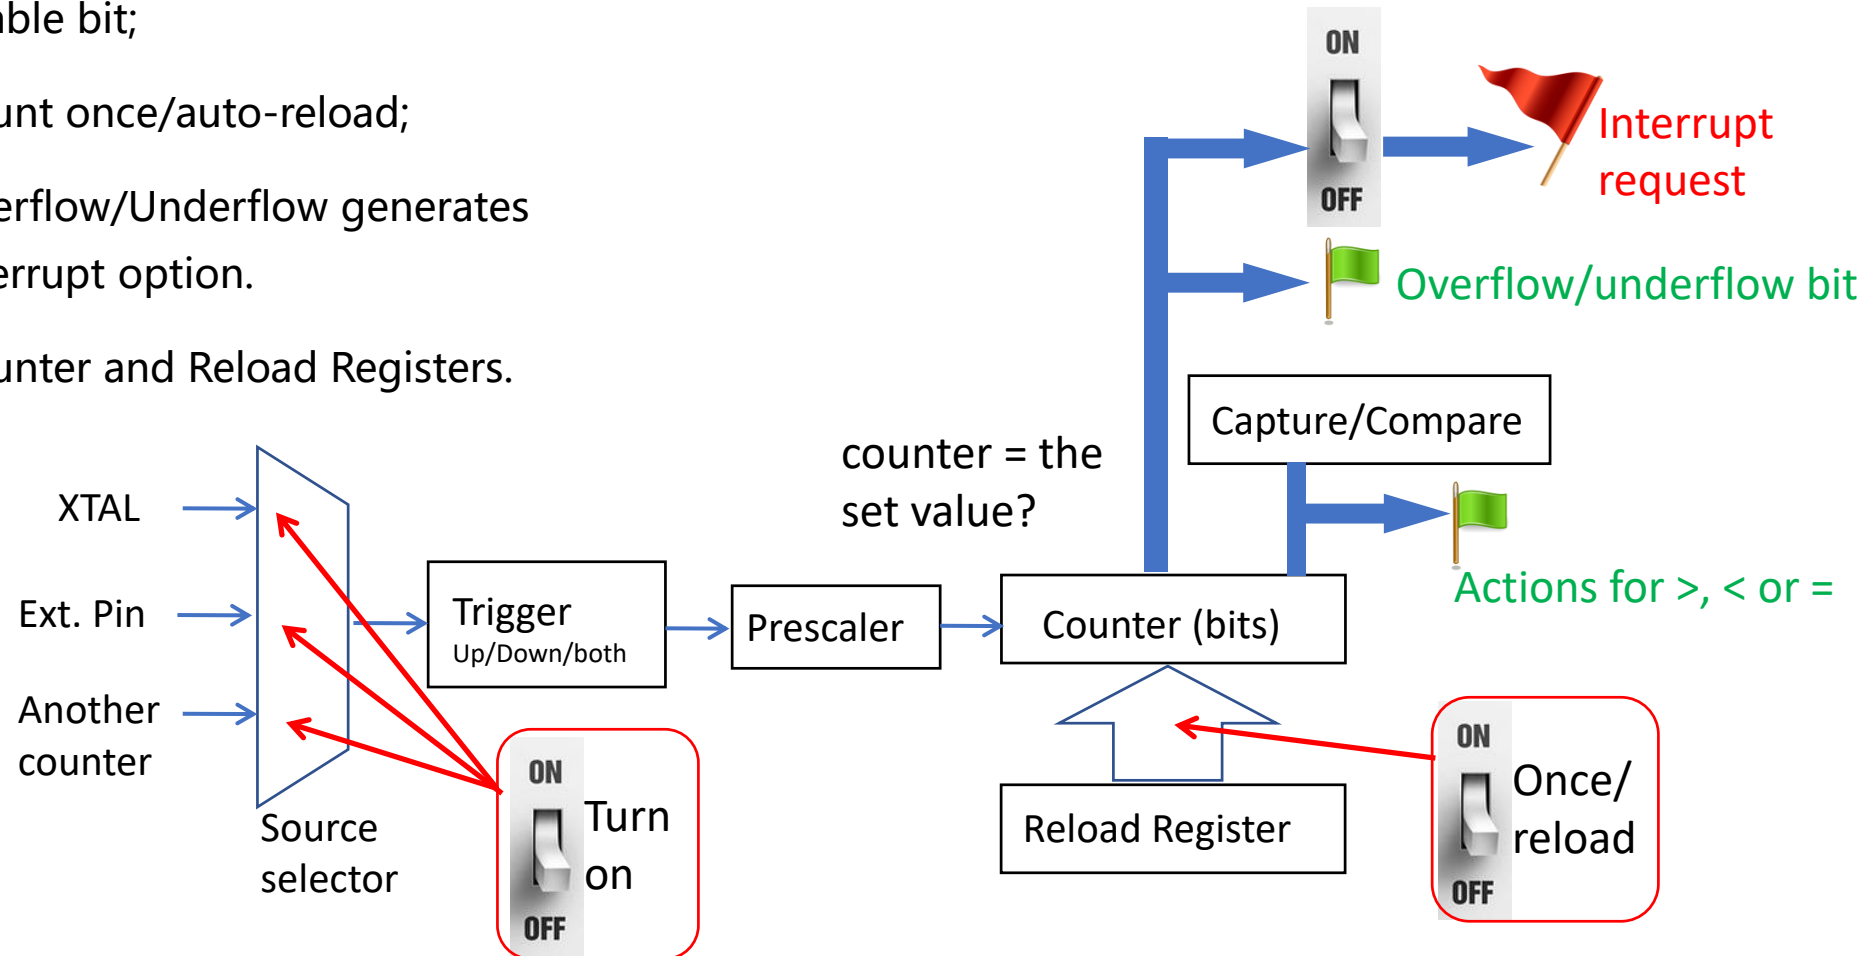 ble bit;
unt once/auto-reload;
erflow/Underflow generates
errupt option.
unter and Reload Registers.
ON
OFF
Interrupt
request
Overflow/underflow bit
Capture/Compare
counter = the
set value?
Actions for >, < or =
XTAL
Ext. Pin
Another
counter
Source
selector
Trigger
Up/Down/both
Prescaler
Counter (bits)
Reload Register
ON
Turn
on
OFF
ON
Once/
reload
OFF